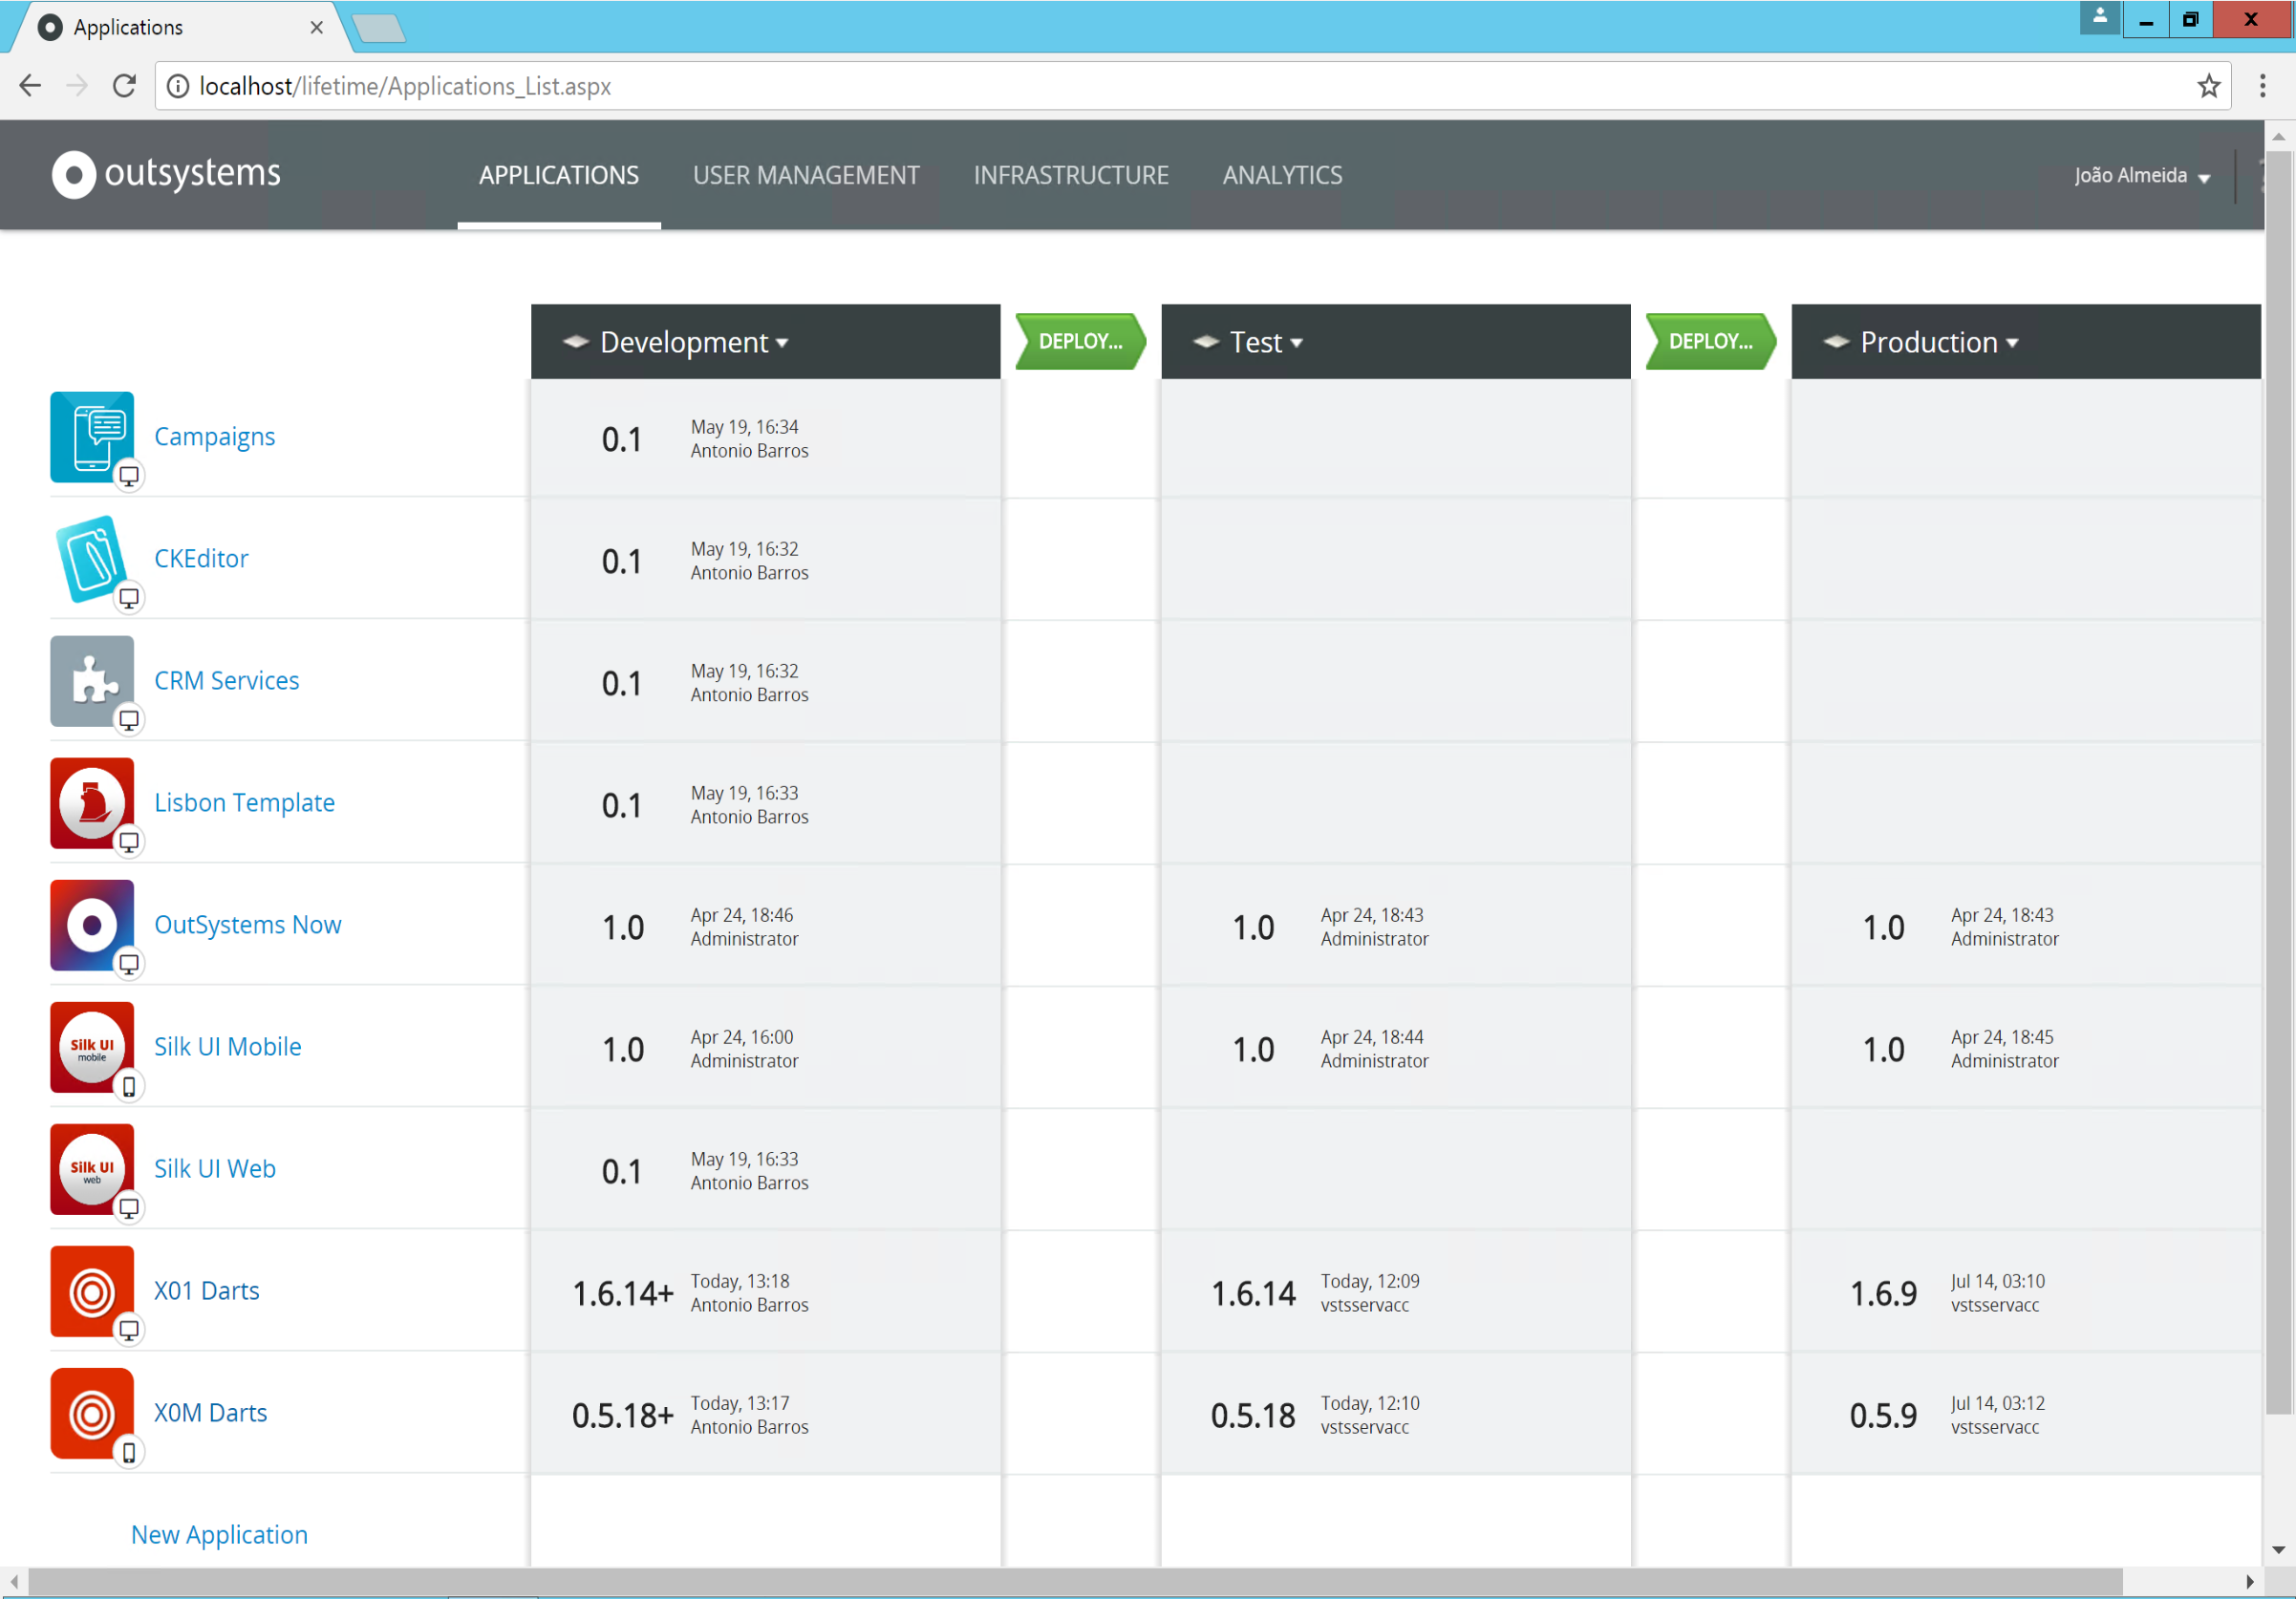 Applications
localhost/lifetime/Applications_List.aspx
outsystems APPLICATIONS USER MANAGEMENT INFRASTRUCTURE ANALYTICS João Almeida
Development DEPLOY... Test DEPLOY... Production
Campaigns 0.1 May 19, 16:34
Antonio Barros
CKEditor 0.1 May 19, 16:32
Antonio Barros
CRM Services 0.1 May 19, 16:32
Antonio Barros
Lisbon Template 0.1 May 19, 16:33
Antonio Barros
OutSystems Now 1.0 Apr 24, 18:46 1.0 Apr 24, 18:43 1.0 Apr 24, 18:43
Administrator Administrator Administrator
Silk UI
mobile
Silk UI Mobile 1.0 Apr 24, 16:00 1.0 Apr 24, 18:44 1.0 Apr 24, 18:45
Administrator Administrator Administrator
Silk UI
web
Silk UI Web 0.1 May 19, 16:33
Antonio Barros
X01 Darts 1.6.14+ Today, 13:18 1.6.14 Today, 12:09 1.6.9 Jul 14, 03:10
Antonio Barros vstsservacc vstsservacc
X0M Darts 0.5.18+ Today, 13:17 0.5.18 Today, 12:10 0.5.9 Jul 14, 03:12
Antonio Barros vstsservacc vstsservacc
New Application